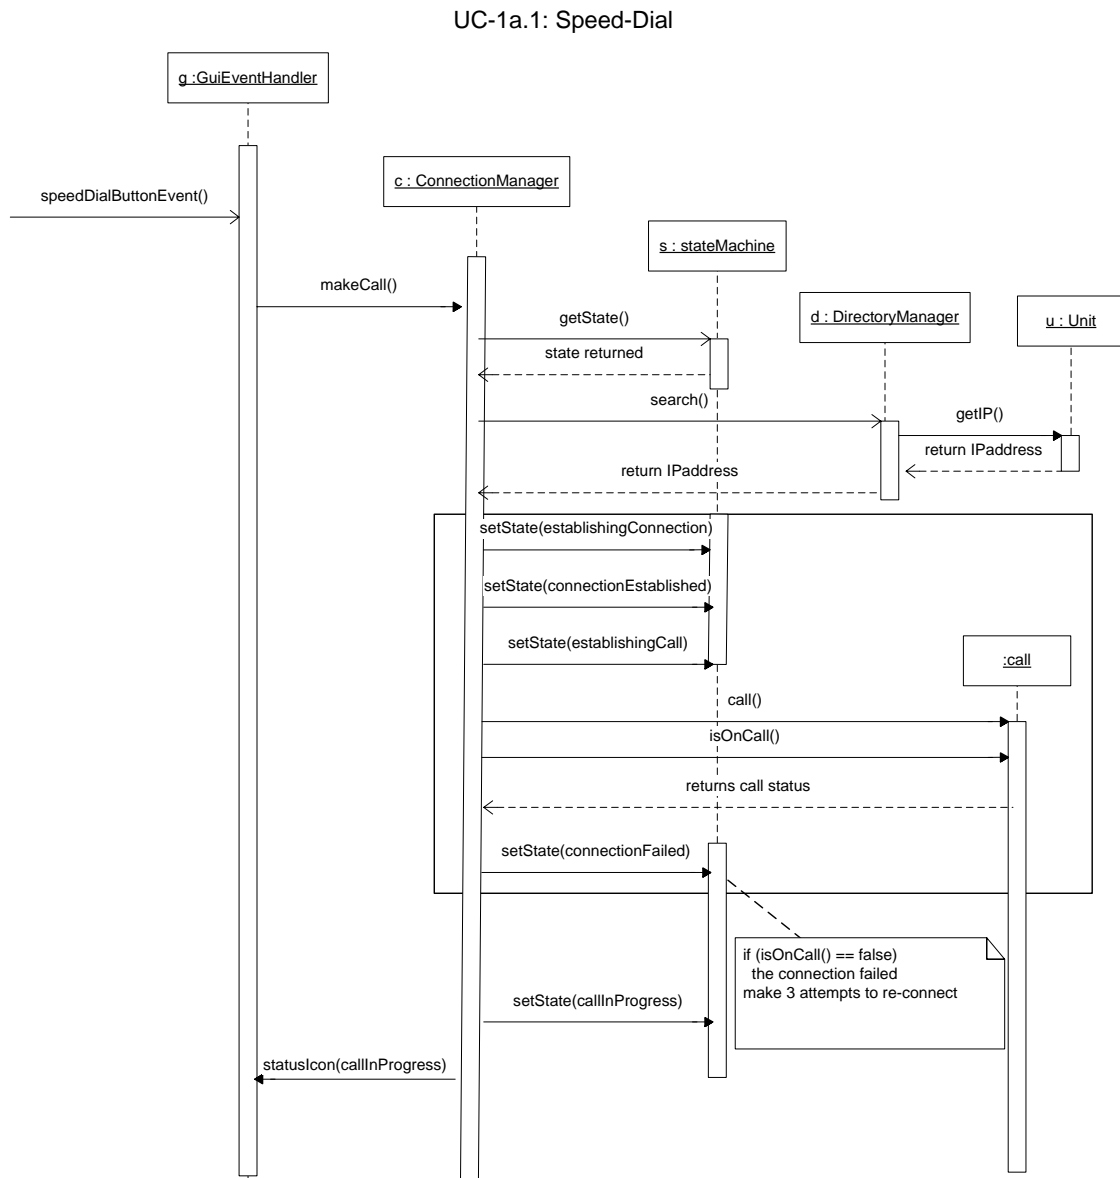 UC-1a.1: Speed-Dial
g :GuiEventHandler
c : ConnectionManager
speedDialButtonEvent()
s : stateMachine
makeCall()
d : DirectoryManager
u : Unit
getState()
state returned
search()
getIP()
return IPaddress
return IPaddress
setState(establishingConnection)
setState(connectionEstablished)
setState(establishingCall)
:call
call()
isOnCall()
returns call status
setState(connectionFailed)
if (isOnCall() == false)
the connection failed
make 3 attempts to re-connect
setState(callInProgress)
statusIcon(callInProgress)